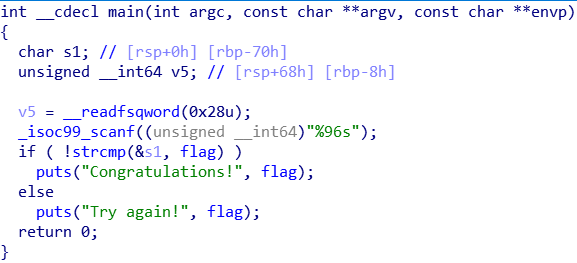 int __cdecl main(int argc, const char **argv, const char **envp)
{
  char s1; // [rsp+0h] [rbp-70h]
  unsigned __int64 v5; // [rsp+68h] [rbp-8h]

  v5 = __readfsqword(0x28u);
  _isoc99_scanf((unsigned __int64)"%96s");
  if ( !strcmp(&s1, flag) )
    puts("Congratulations!", flag);
  else
    puts("Try again!", flag);
  return 0;
}